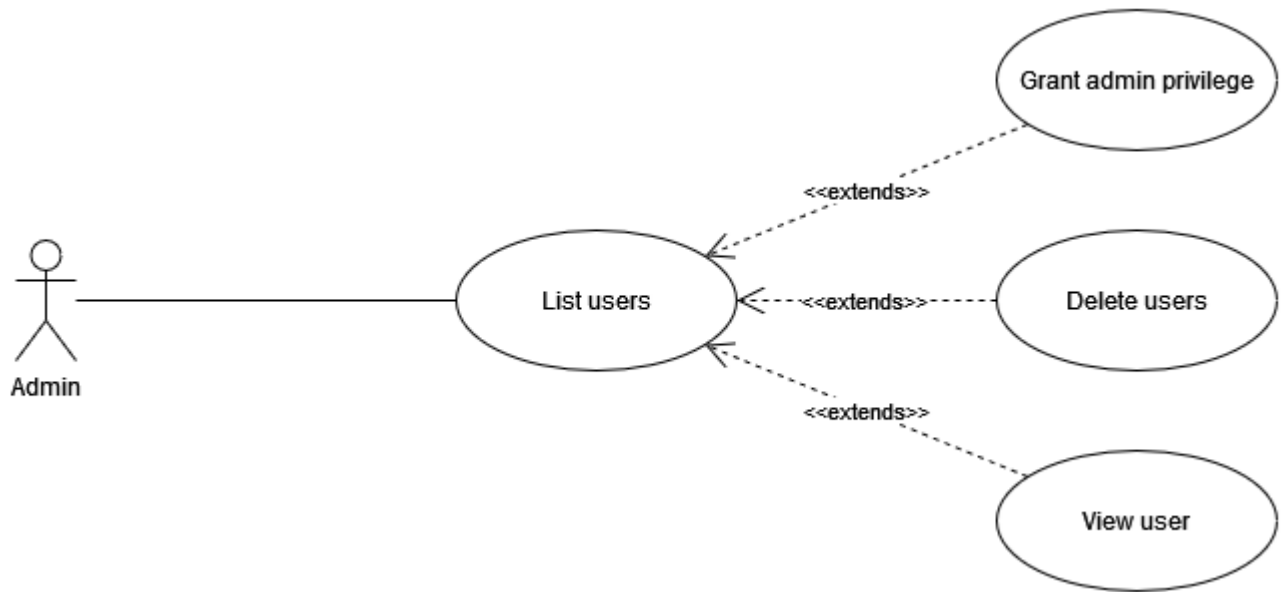 Grant admin privilege
<<extends>>
List users
<<extends>>
Delete users
Admin
<<extends>>
View user